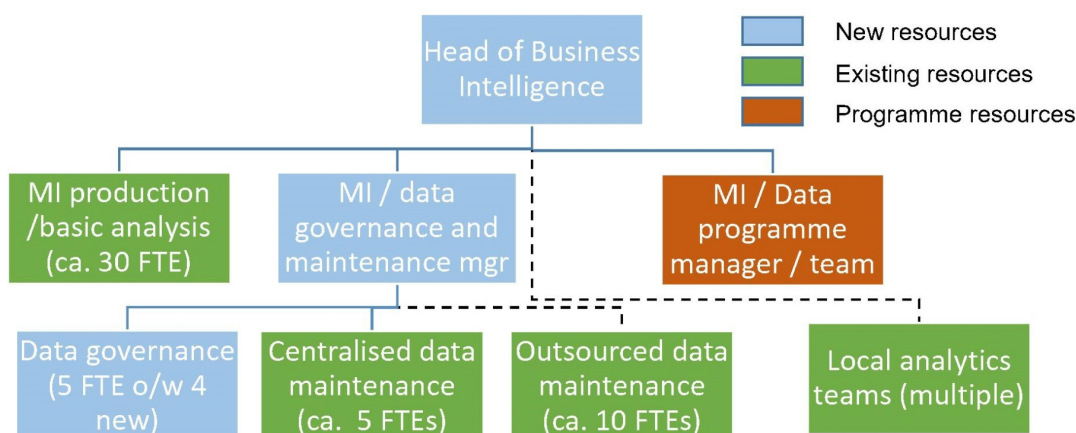 Head of Business
Intelligence
New resources
Existing resources
Programme resources
MI production
/basic analysis
(ca. 30 FTE)
MI / data
governance and
maintenance mgr
MI / Data
programme
manager / team
Data governance
(5 FTE o/w 4
new)
Centralised data
maintenance
(ca.  5 FTEs)
Outsourced data
maintenance
(ca. 10 FTEs)
Local analytics
teams (multiple)